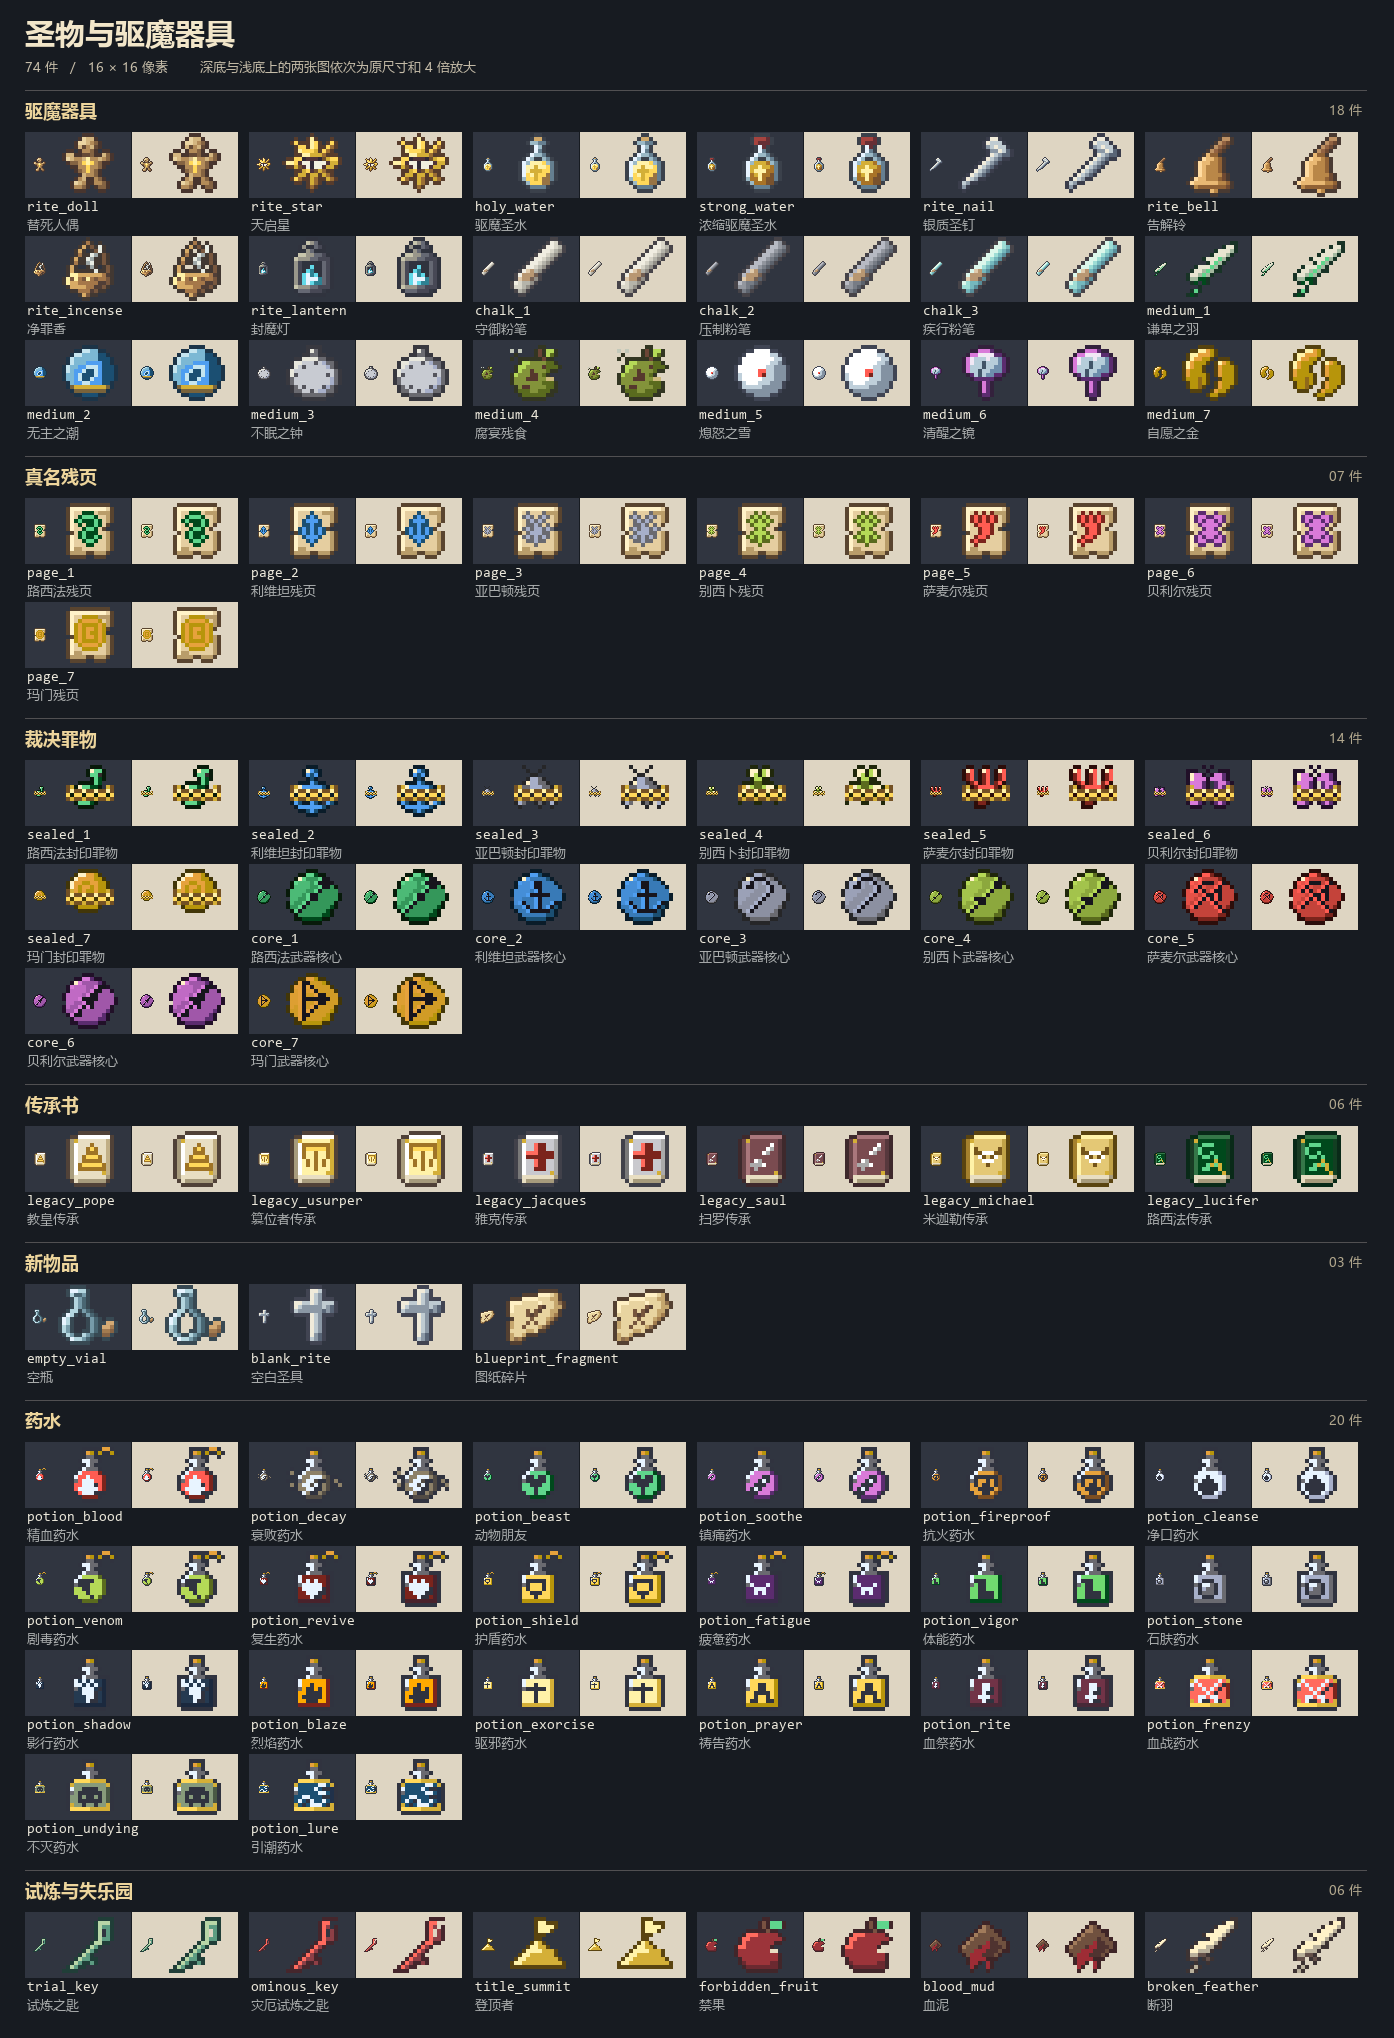 圣物与驱魔器具
74 件 / 16 × 16 像素 深底与浅底上的两张图依次为原尺寸和 4 倍放大
驱魔器具 18 件
rite_doll rite_star holy_water strong_water rite_nail rite_bell
替死人偶 天启星 驱魔圣水 浓缩驱魔圣水 银质圣钉 告解铃
rite_incense rite_lantern chalk_1 chalk_2 chalk_3 medium_1
净罪香 封魔灯 守御粉笔 压制粉笔 疾行粉笔 谦卑之羽
medium_2 medium_3 medium_4 medium_5 medium_6 medium_7
无主之潮 不眠之钟 腐宴残食 熄怒之雪 清醒之镜 自愿之金
真名残页 07 件
page_1 page_2 page_3 page_4 page_5 page_6
路西法残页 利维坦残页 亚巴顿残页 别西卜残页 萨麦尔残页 贝利尔残页
page_7
玛门残页
裁决罪物 14 件
sealed_1 sealed_2 sealed_3 sealed_4 sealed_5 sealed_6
路西法封印罪物 利维坦封印罪物 亚巴顿封印罪物 别西卜封印罪物 萨麦尔封印罪物 贝利尔封印罪物
sealed_7 core_1 core_2 core_3 core_4 core_5
玛门封印罪物 路西法武器核心 利维坦武器核心 亚巴顿武器核心 别西卜武器核心 萨麦尔武器核心
core_6 core_7
贝利尔武器核心 玛门武器核心
传承书 06 件
legacy_pope legacy_usurper legacy_jacques legacy_saul legacy_michael legacy_lucifer
教皇传承 篡位者传承 雅克传承 扫罗传承 米迦勒传承 路西法传承
新物品 03 件
empty_vial blank_rite blueprint_fragment
空瓶 空白圣具 图纸碎片
药水 20 件
potion_blood potion_decay potion_beast potion_soothe potion_fireproof potion_cleanse
精血药水 衰败药水 动物朋友 镇痛药水 抗火药水 净口药水
potion_venom potion_revive potion_shield potion_fatigue potion_vigor potion_stone
剧毒药水 复生药水 护盾药水 疲惫药水 体能药水 石肤药水
potion_shadow potion_blaze potion_exorcise potion_prayer potion_rite potion_frenzy
影行药水 烈焰药水 驱邪药水 祷告药水 血祭药水 血战药水
potion_undying potion_lure
不灭药水 引潮药水
试炼与失乐园 06 件
trial_key ominous_key title_summit forbidden_fruit blood_mud broken_feather
试炼之匙 灾厄试炼之匙 登顶者 禁果 血泥 断羽